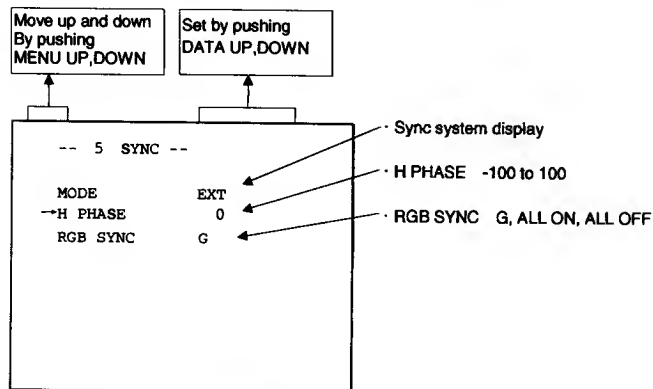 Move up and down
By pushing
MENU UP,DOWN
Set by pushing
DATA UP,DOWN
-- 5 SYNC --
MODE EXT
→H PHASE 0
RGB SYNC G
· Sync system display
· H PHASE -100 to 100
· RGB SYNC G, ALL ON, ALL OFF